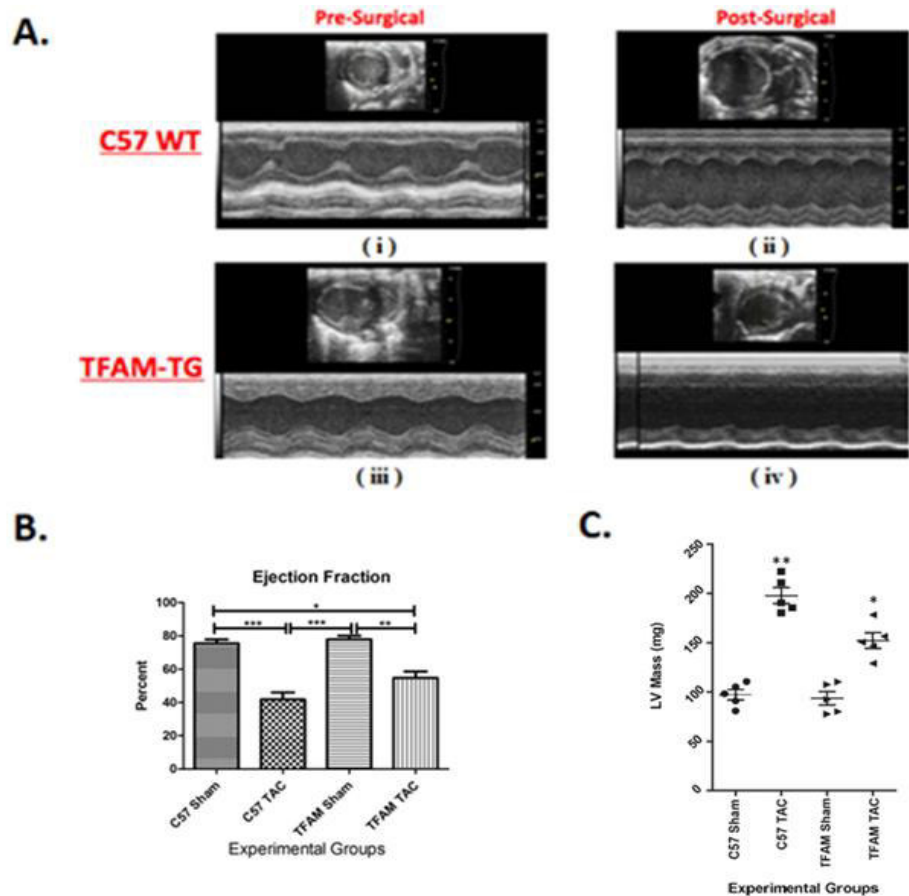 Pre-Surgical
Post-Surgical
A.
C57 WT
( i )
( ii )
TFAM-TG
( iii )
( iv )
B.
Ejection Fraction
*
*** *** **
100
80
60
40
20
0
Percent
C57 Sham
C57 TAC
TFAM Sham
TFAM TAC
Experimental Groups
C.
250
200
150
100
50
0
LV Mass (mg)
**
*
C57 Sham
C57 TAC
TFAM Sham
TFAM TAC
Experimental Groups